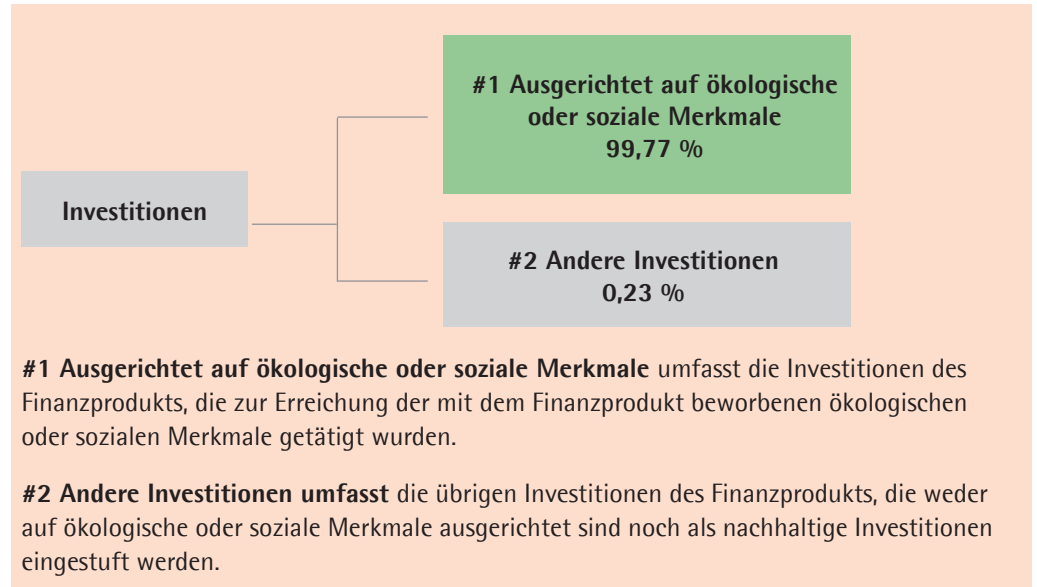 #1 Ausgerichtet auf ökologische
oder soziale Merkmale
99,77 %
Investitionen
#2 Andere Investitionen
0,23 %
#1 Ausgerichtet auf ökologische oder soziale Merkmale umfasst die Investitionen des
Finanzprodukts, die zur Erreichung der mit dem Finanzprodukt beworbenen ökologischen
oder sozialen Merkmale getätigt wurden.
#2 Andere Investitionen umfasst die übrigen Investitionen des Finanzprodukts, die weder
auf ökologische oder soziale Merkmale ausgerichtet sind noch als nachhaltige Investitionen
eingestuft werden.